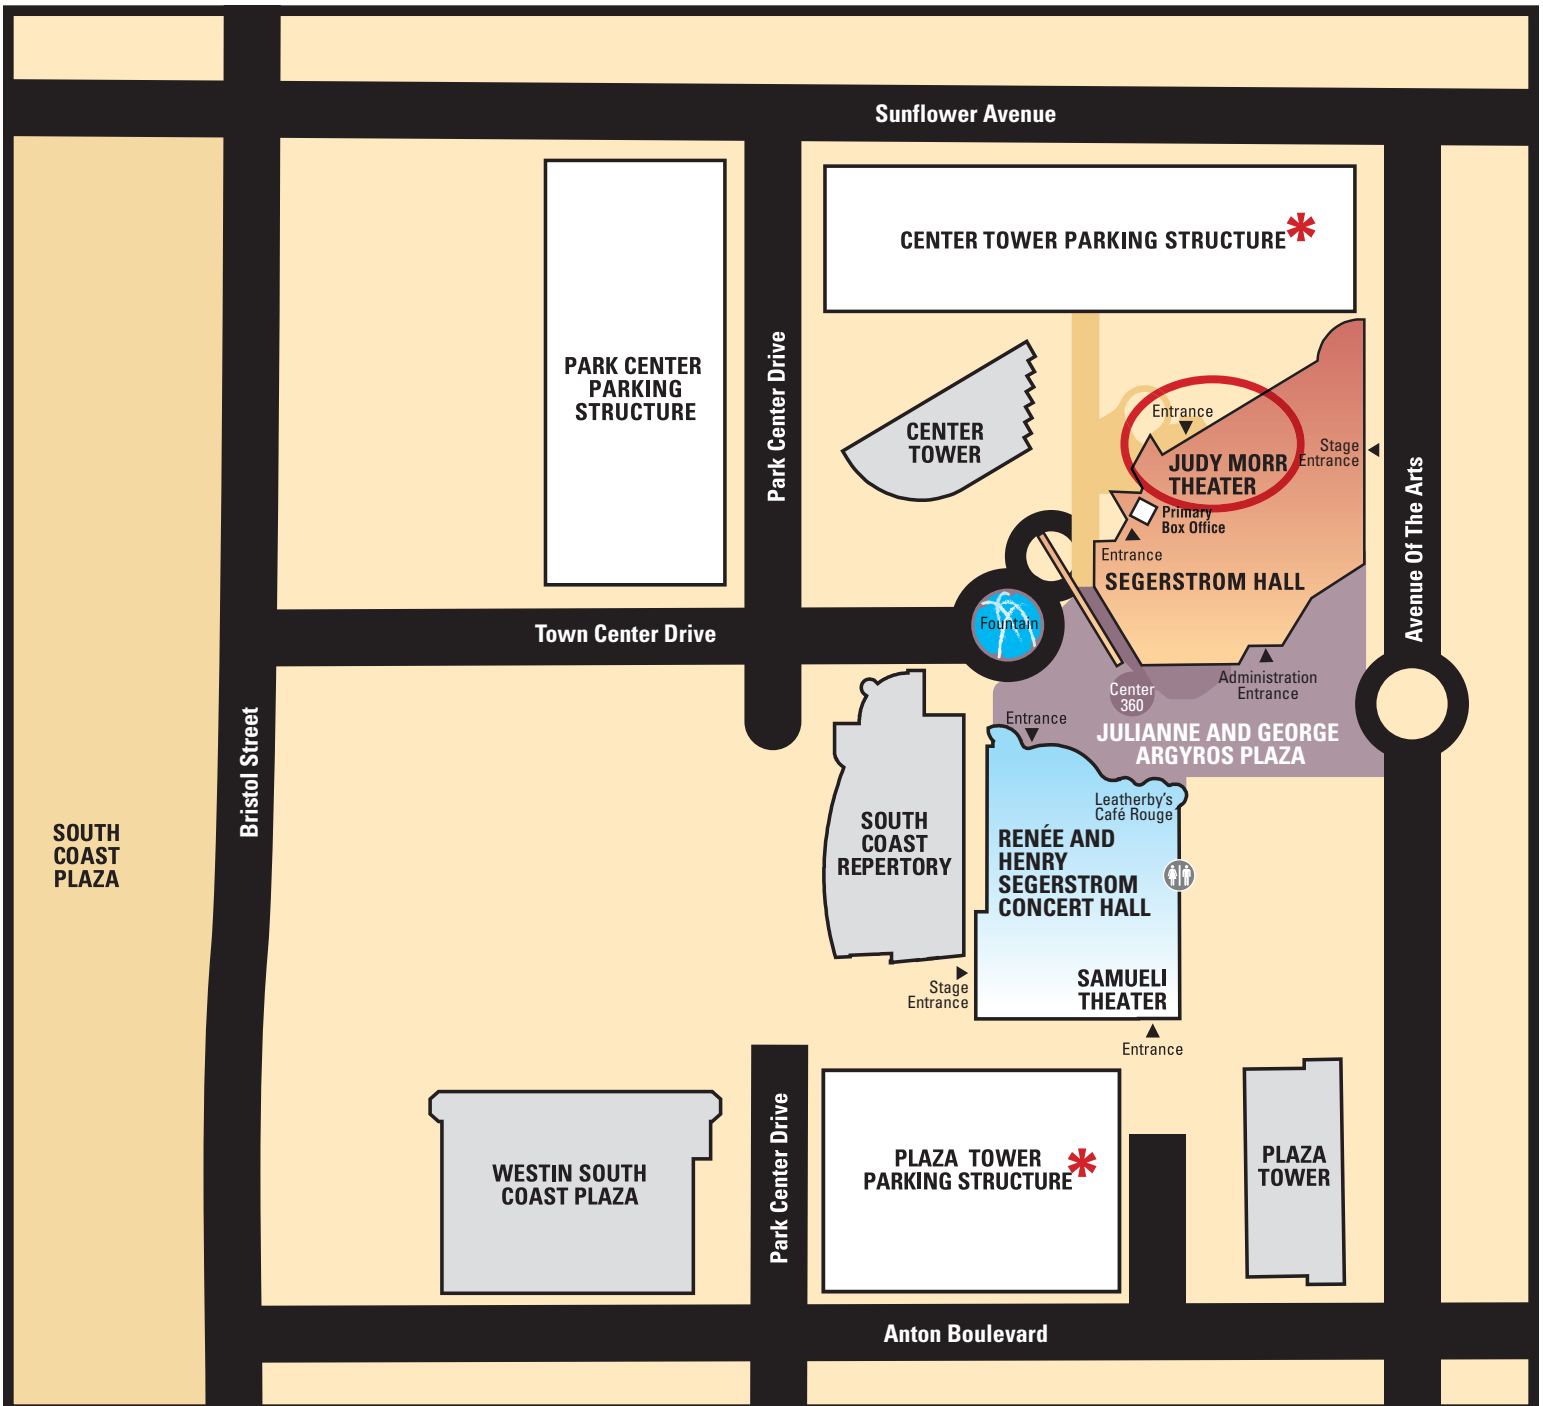 Sunflower Avenue
CENTER TOWER PARKING STRUCTURE*
PARK CENTER
PARKING
STRUCTURE
Park Center Drive
CENTER
TOWER
Entrance
JUDY MORR
THEATER
Stage
Entrance
Primary
Box Office
Entrance
SEGERSTROM HALL
Avenue Of The Arts
Town Center Drive
Fountain
Administration
Entrance
Center
360
Entrance
JULIANNE AND GEORGE
ARGYROS PLAZA
Bristol Street
SOUTH
COAST
PLAZA
SOUTH
COAST
REPERTORY
Leatherby's
Café Rouge
RENÉE AND
HENRY
SEGERSTROM
CONCERT HALL
SAMUELI
THEATER
Stage
Entrance
Entrance
WESTIN SOUTH
COAST PLAZA
Park Center Drive
PLAZA TOWER
PARKING STRUCTURE*
PLAZA
TOWER
Anton Boulevard